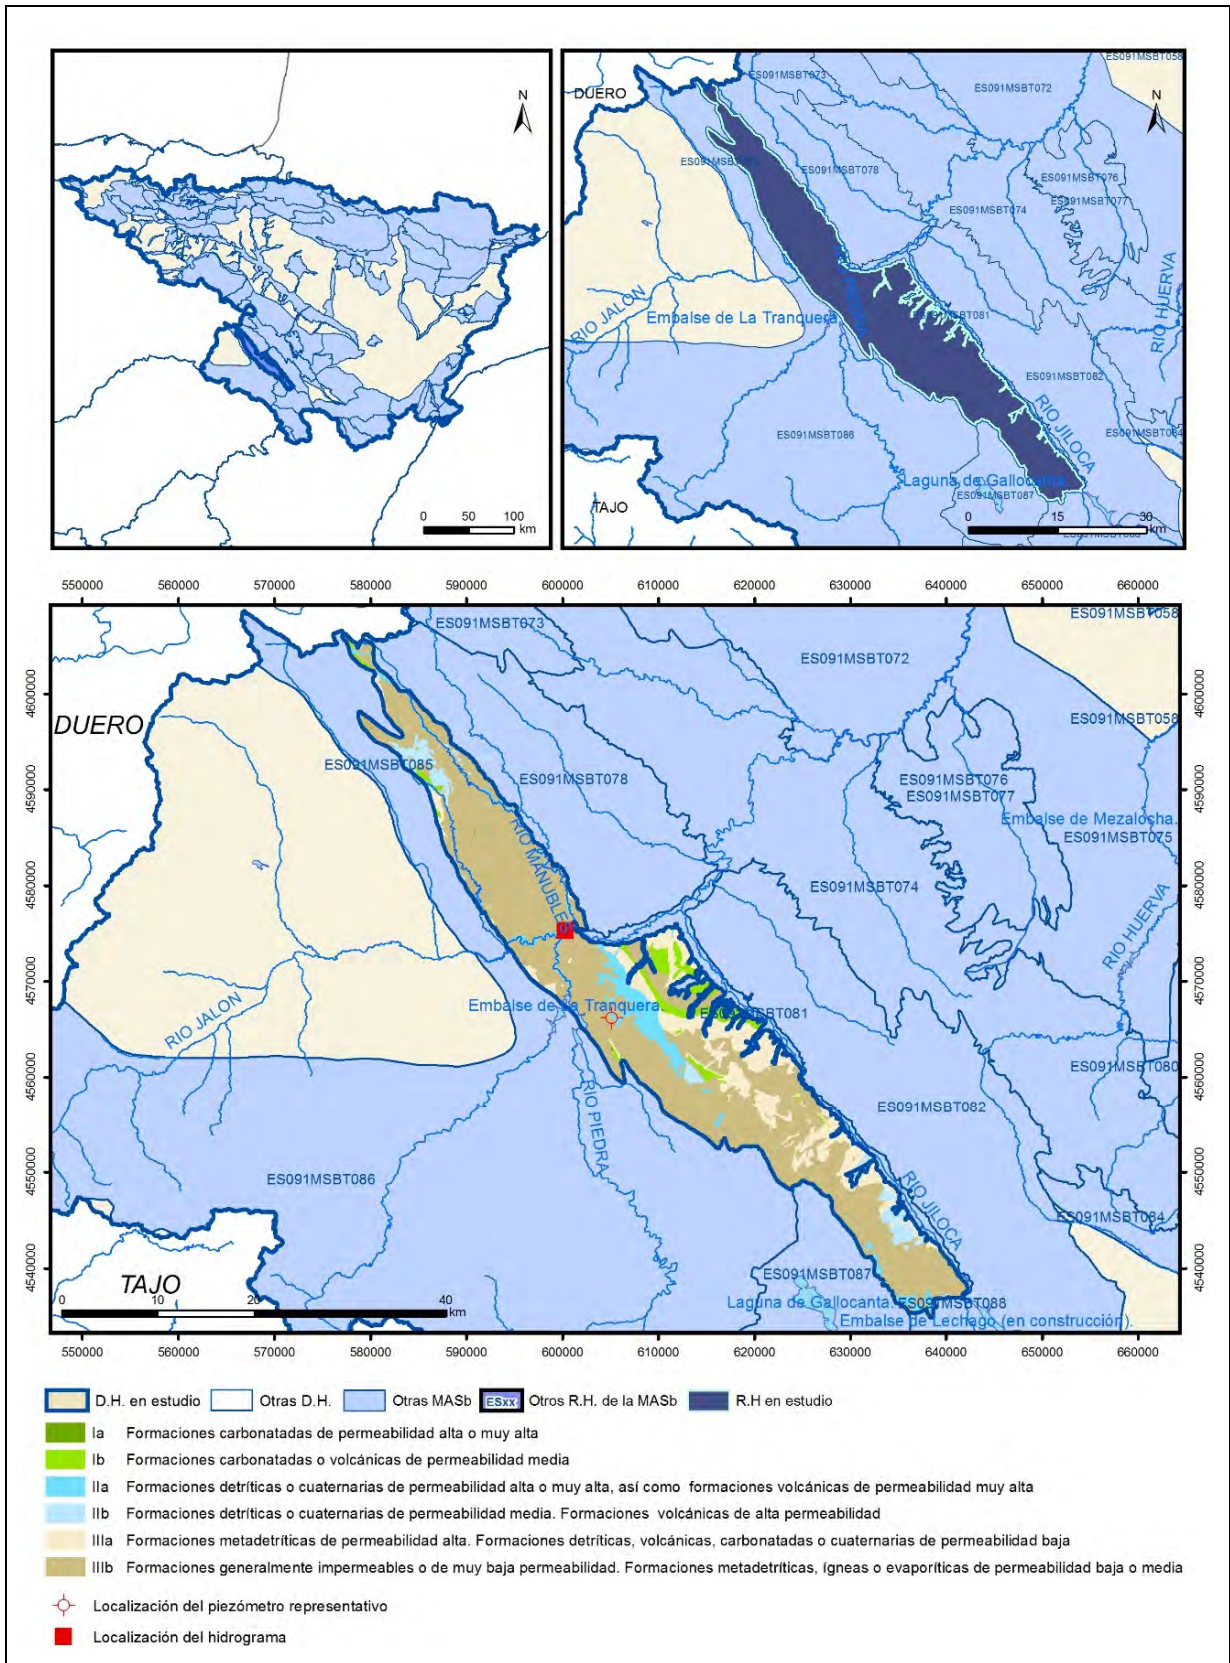 N
0 50 100
km
ES091MSBT058
ES091MSBT073
DUERO
ES091MSBT072
N
ES091MSBT078
ES091MSBT076
ES091MSBT077
ES091MSBT074
RIO HUERVA
RIO JALON
Embalse de La Tranquera.
ES091MSBT081
ES091MSBT082
RIO JILOCA
ES091MSBT086
ES091MSBT084
Laguna de Gallocanta.
ES091MSBT087
TAJO
0 15 30
km
550000 560000 570000 580000 590000 600000 610000 620000 630000 640000 650000 660000
ES091MSBT073
ES091MSBT058
ES091MSBT072
4600000
4600000
DUERO
ES091MSBT058
ES091MSBT085
ES091MSBT078
ES091MSBT076
4590000
4590000
ES091MSBT077
Embalse de Mezalocha.
RIO MANUBLES
ES091MSBT075
ES091MSBT074
4580000
4580000
RIO HUERVA
4570000
4570000
Embalse de La Tranquera.
ES091MSBT081
RIO JALON
ES091MSBT080
4560000
4560000
RIO PIEDRA
ES091MSBT082
4550000
4550000
ES091MSBT086
RIO JILOCA
ES091MSBT084
4540000
4540000
ES091MSBT087
TAJO
Laguna de Gallocanta.
ES091MSBT088
Embalse de Lechago (en construcción).
0 10 20 40
km
550000 560000 570000 580000 590000 600000 610000 620000 630000 640000 650000 660000
D.H. en estudio Otras D.H. Otras MASb ESxx Otros R.H. de la MASb R.H en estudio
Ia Formaciones carbonatadas de permeabilidad alta o muy alta
Ib Formaciones carbonatadas o volcánicas de permeabilidad media
IIa Formaciones detríticas o cuaternarias de permeabilidad alta o muy alta, así como formaciones volcánicas de permeabilidad muy alta
IIb Formaciones detríticas o cuaternarias de permeabilidad media. Formaciones volcánicas de alta permeabilidad
IIIa Formaciones metadetríticas de permeabilidad alta. Formaciones detríticas, volcánicas, carbonatadas o cuaternarias de permeabilidad baja
IIIb Formaciones generalmente impermeables o de muy baja permeabilidad. Formaciones metadetríticas, ígneas o evaporíticas de permeabilidad baja o media
Localización del piezómetro representativo
Localización del hidrograma